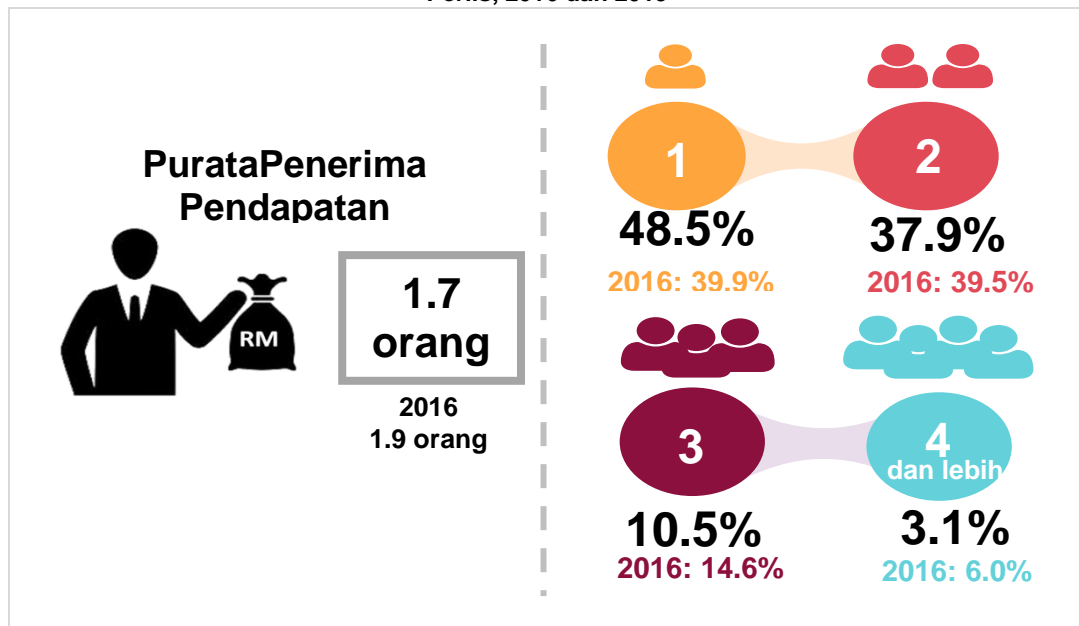 PurataPenerima
Pendapatan
RM
1.7
orang
2016
1.9 orang
1
48.5%
2016: 39.9%
2
37.9%
2016: 39.5%
3
10.5%
2016: 14.6%
4
dan lebih
3.1%
2016: 6.0%